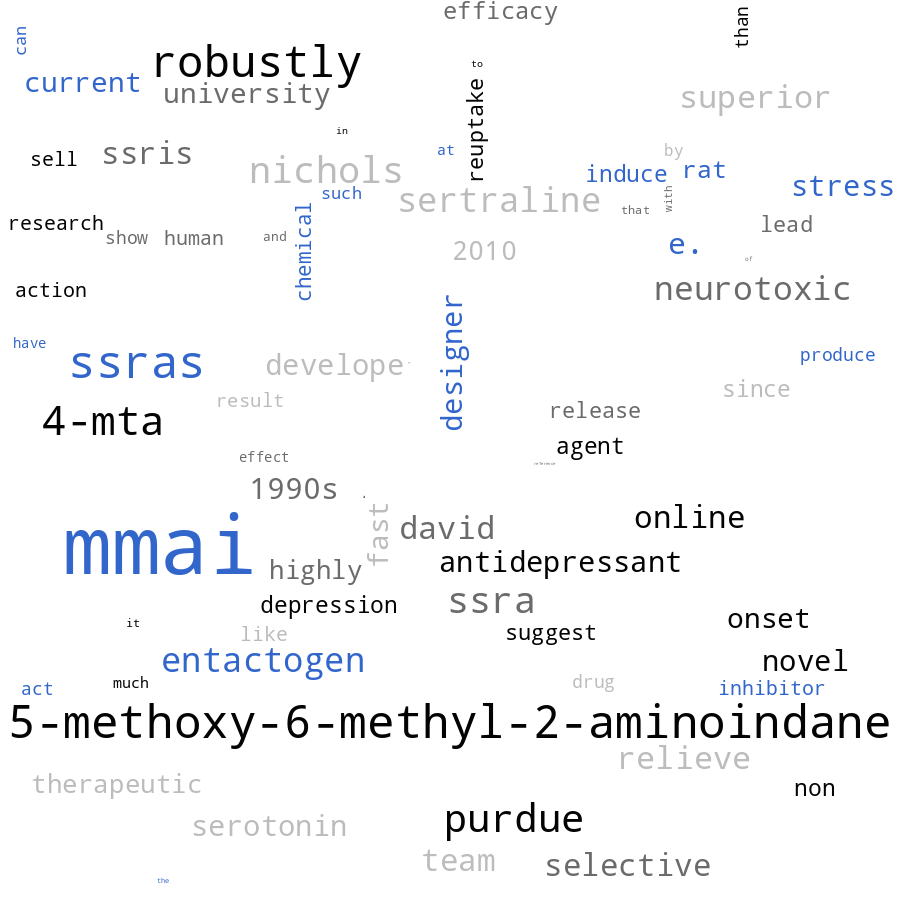 efficacy
can
than
robustly
to
current
university
reuptake
superior
in
ssris
sell
at
by
nichols
induce
rat
such
stress
sertraline
with
that
chemical
research
show
human
and
lead
e.
2010
of
action
neurotoxic
designer
have
ssras
develope
produce
since
result
4-mta
release
agent
effect
reference
1990s
.
fast
online
david
mmai
antidepressant
highly
ssra
depression
it
like
suggest
onset
entactogen
novel
act
much
drug
inhibitor
5-methoxy-6-methyl-2-aminoindane
relieve
therapeutic
non
purdue
serotonin
team
selective
the